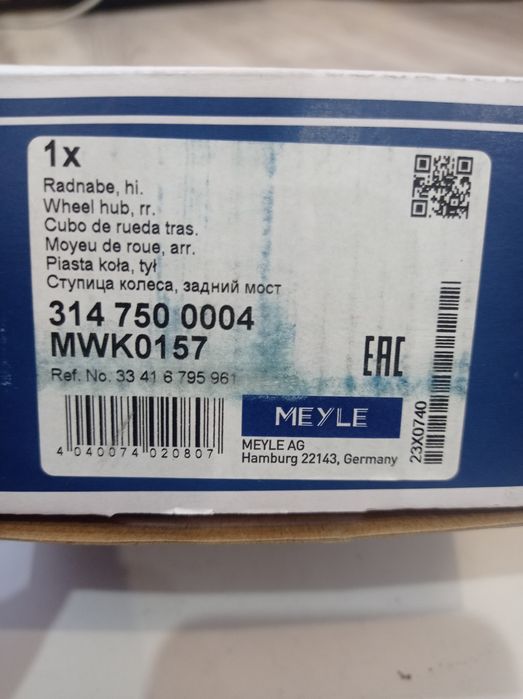 1x
Radnabe, hi.
Wheel hub, rr.
Cubo de rueda tras.
Moyeu de roue, arr.
Piasta koła, tył
Ступица колеса, задний мост
314 750 0004
MWK0157
EAC
Ref. No. 33 41 6 795 961
MEYLE
4 040074 020807
MEYLE AG
Hamburg 22143, Germany
23X0740